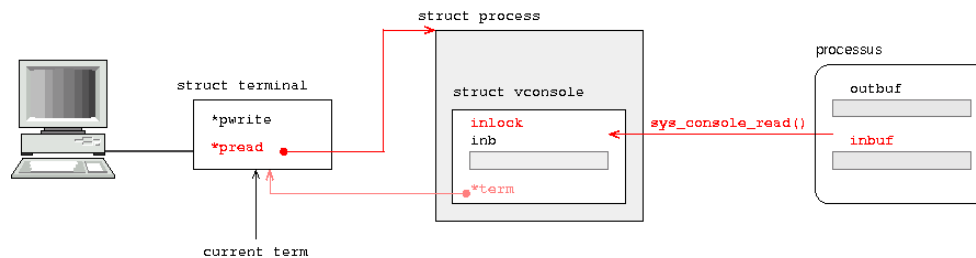 struct process
processus
struct terminal
outbuf
struct vconsole
*pwrite
inlock
sys_console_read()
inb
inbuf
*pread
*term
current term